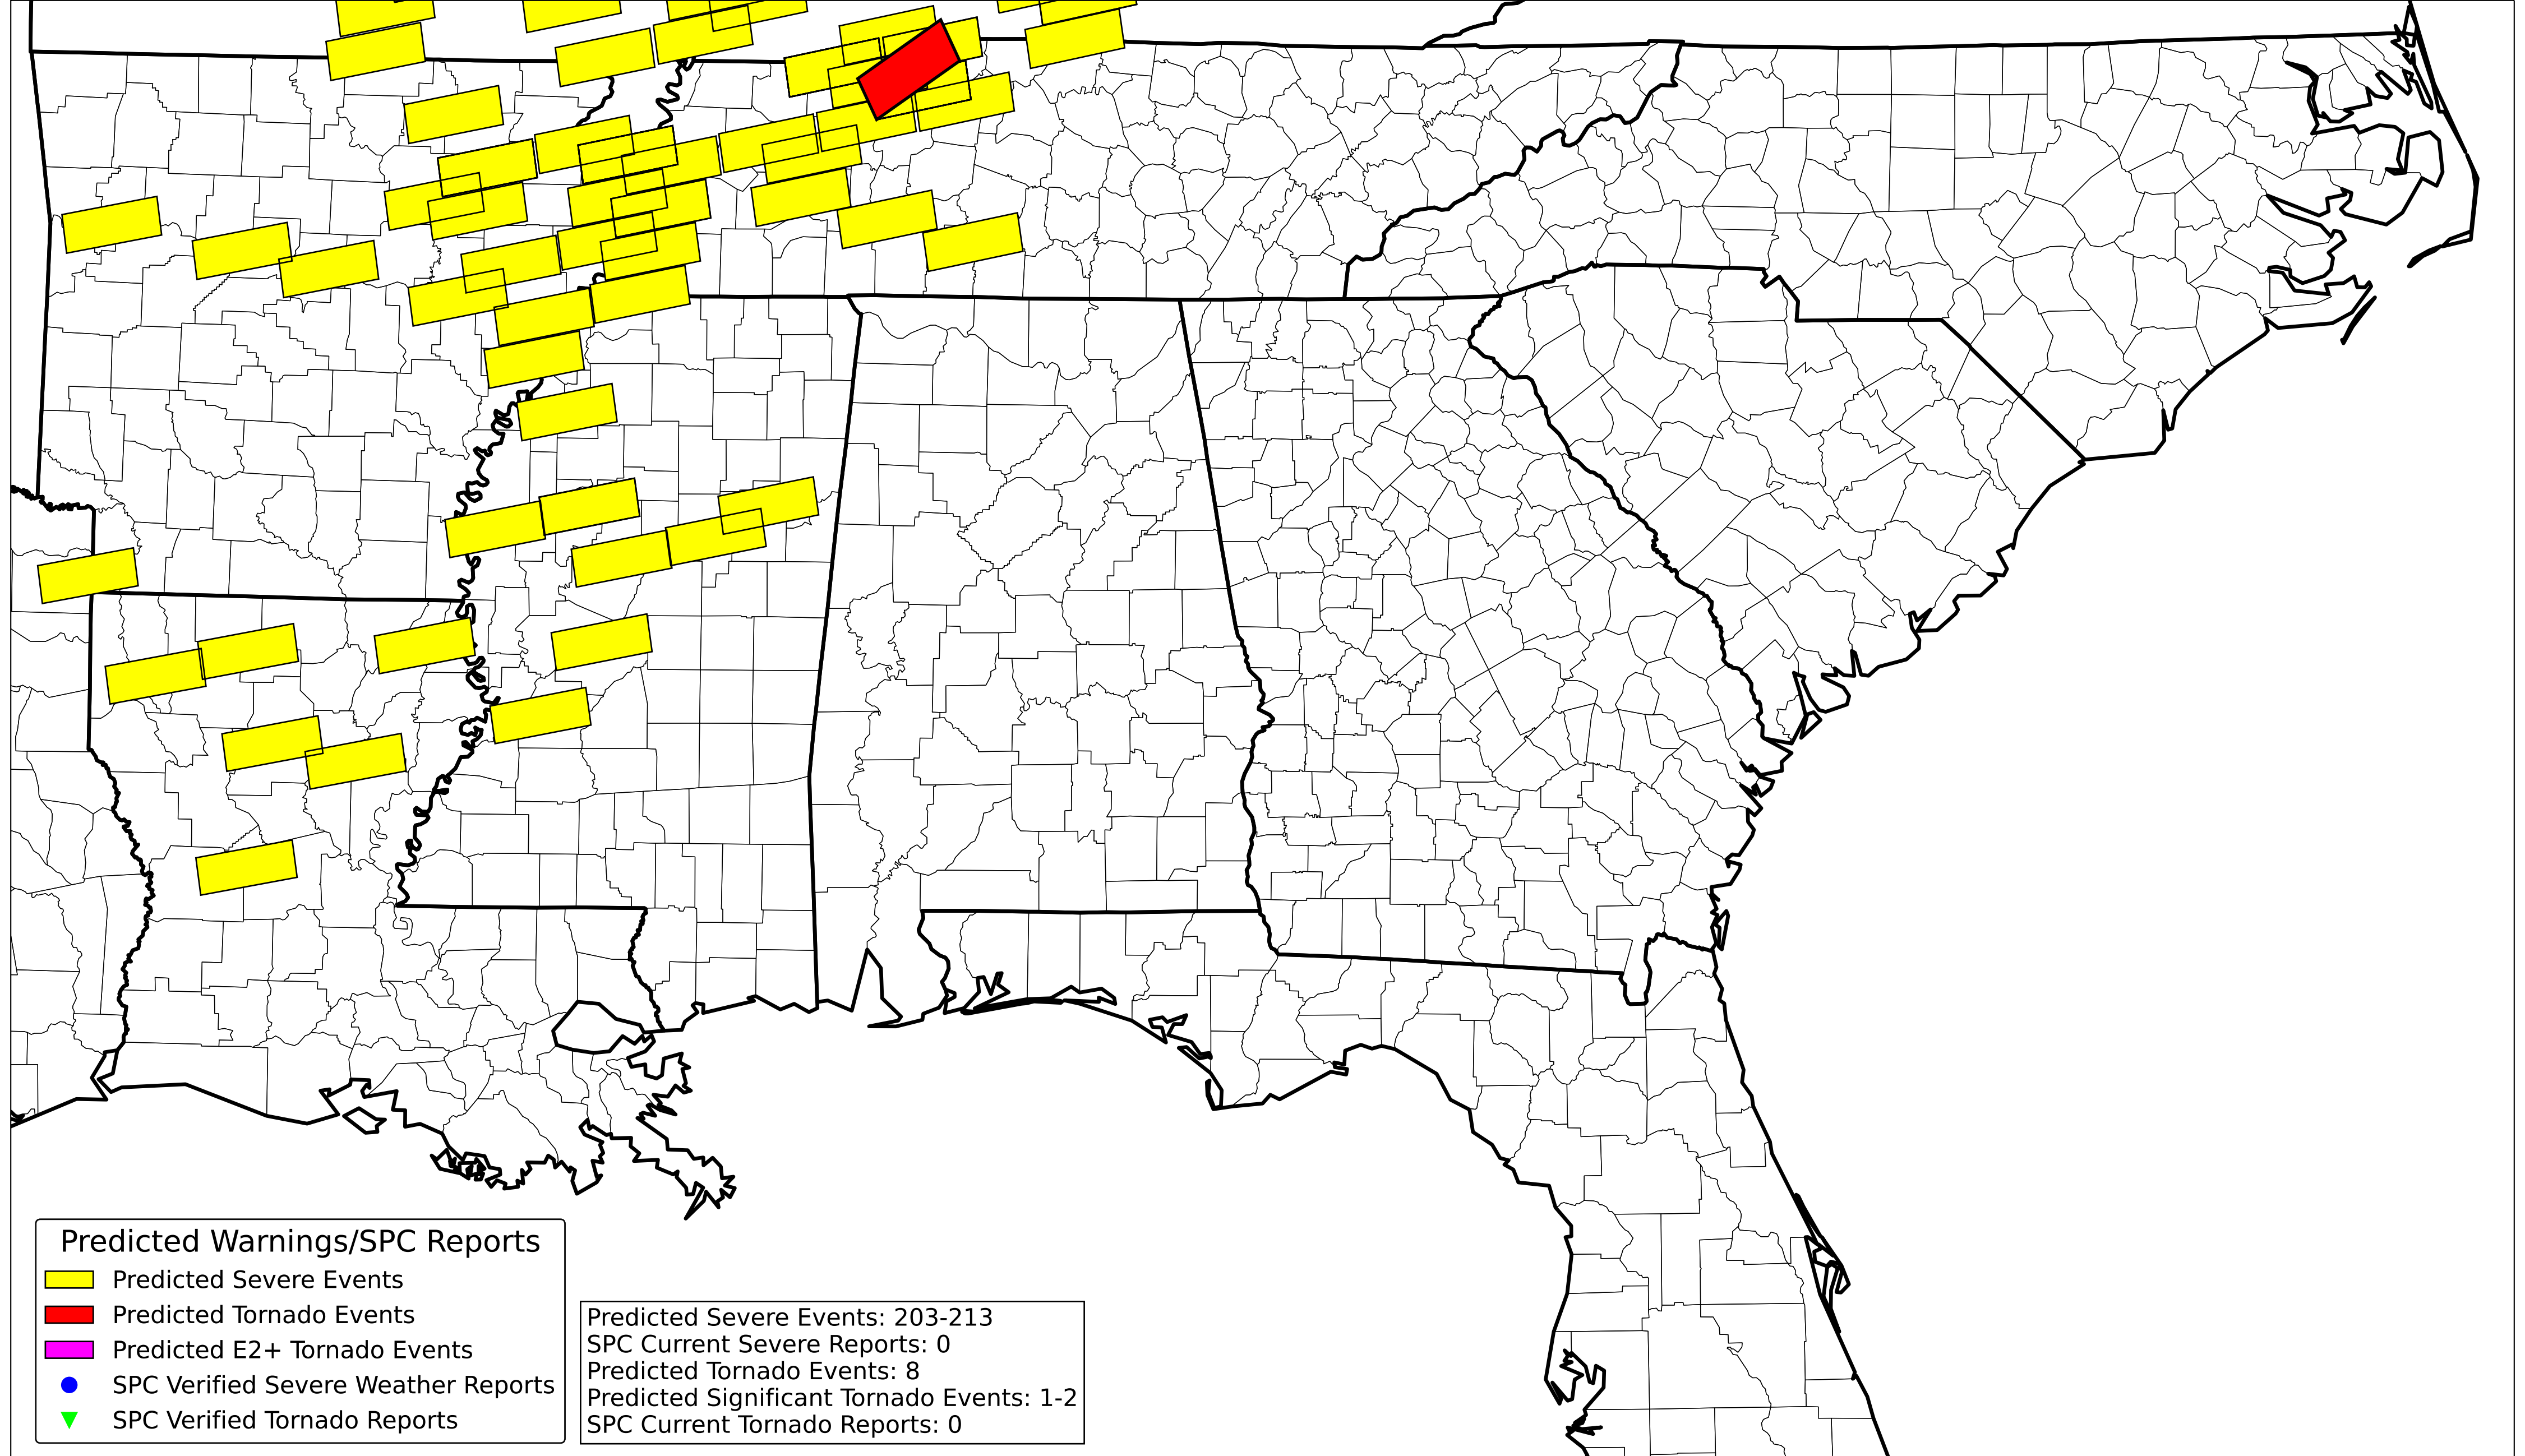 Predicted Warnings/SPC Reports
Predicted Severe Events
Predicted Tornado Events
Predicted E2+ Tornado Events
SPC Verified Severe Weather Reports
SPC Verified Tornado Reports
Predicted Severe Events: 203-213
SPC Current Severe Reports: 0
Predicted Tornado Events: 8
Predicted Significant Tornado Events: 1-2
SPC Current Tornado Reports: 0